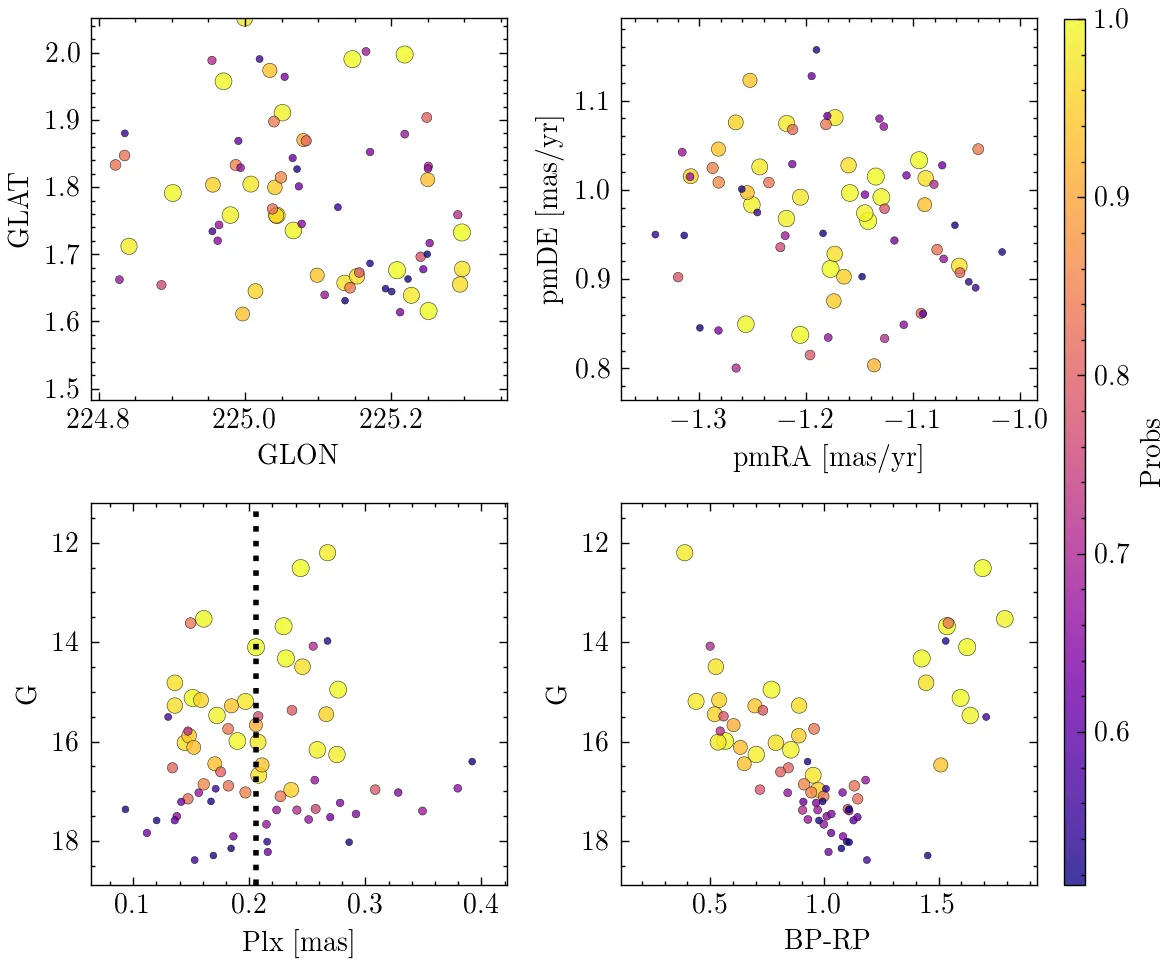 2.0
1.9
1.8
1.7
1.6
1.5
GLAT
224.8 225.0 225.2
GLON
1.1
1.0
0.9
0.8
pmDE [mas/yr]
−1.3 −1.2 −1.1 −1.0
pmRA [mas/yr]
12
14
16
18
G
0.1 0.2 0.3 0.4
Plx [mas]
12
14
16
18
G
0.5 1.0 1.5
BP-RP
1.0
0.9
0.8
0.7
0.6
Probs